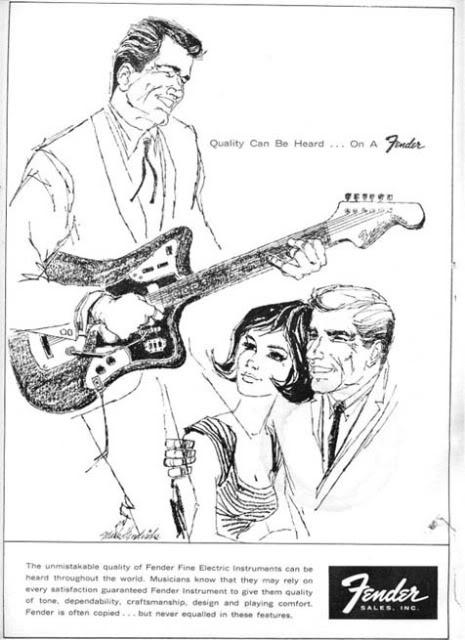 Quality Can Be Heard ... On A Fender
The unmistakable quality of Fender Fine Electric Instruments can be
heard throughout the world. Musicians know that they may rely on
every satisfaction guaranteed Fender Instrument to give them quality
of tone, dependability, craftsmanship, design and playing comfort.
Fender is often copied ... but never equalled in these features.
Fender
SALES, INC.